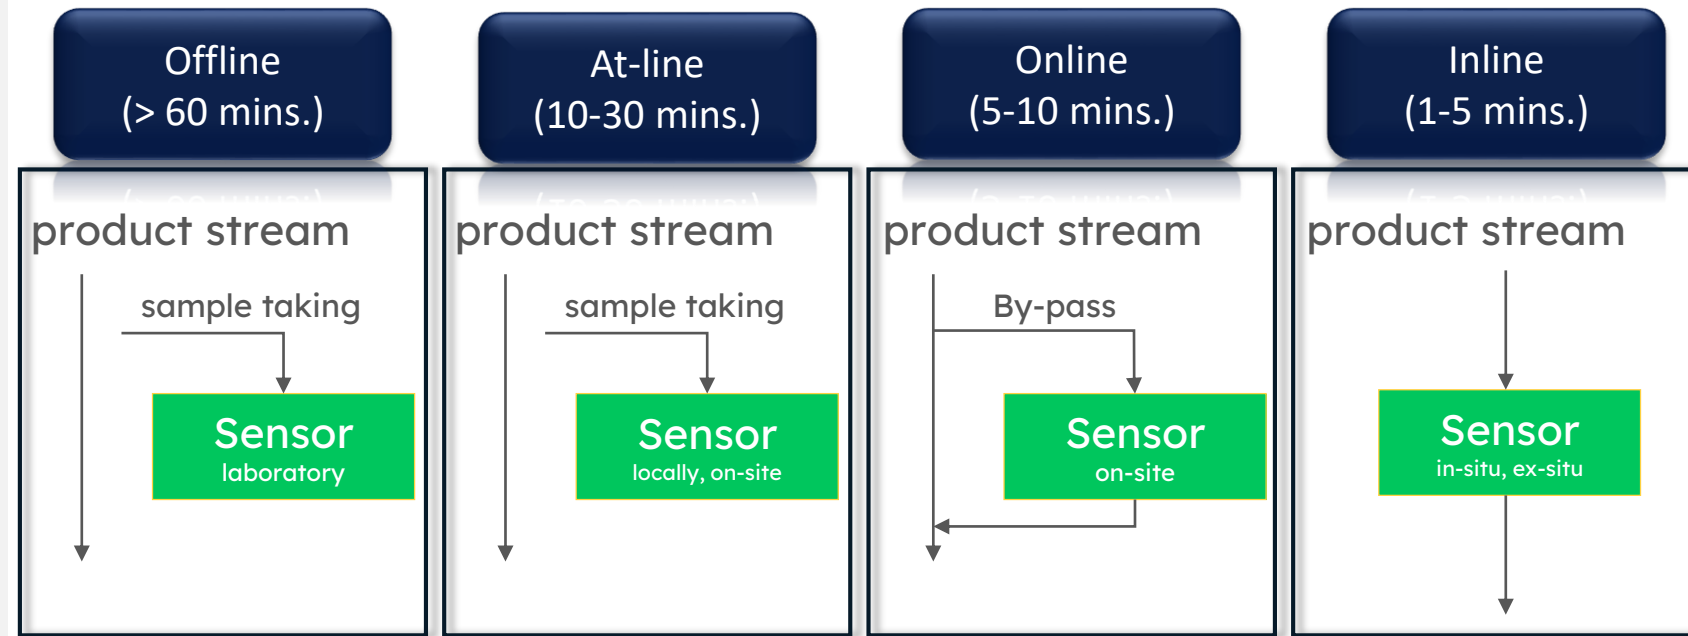 Offline
(> 60 mins.)
product stream
sample taking
Sensor
laboratory
At-line
(10-30 mins.)
product stream
sample taking
Sensor
locally, on-site
Online
(5-10 mins.)
product stream
By-pass
Sensor
on-site
Inline
(1-5 mins.)
product stream
Sensor
in-situ, ex-situ